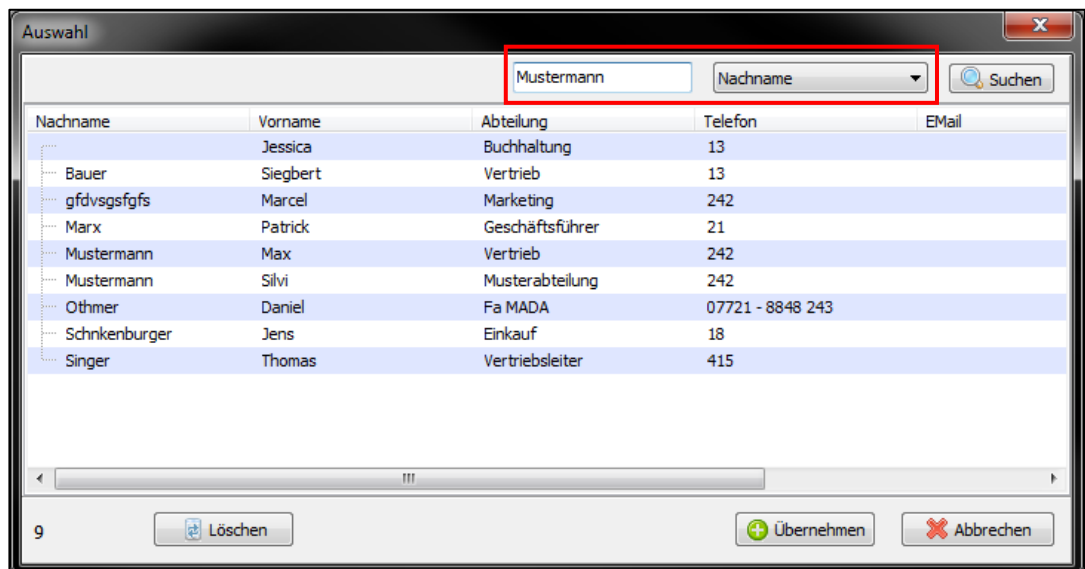 Auswahl
Mustermann Nachname Suchen
Nachname Vorname Abteilung Telefon EMail
Jessica Buchhaltung 13
Bauer Siegbert Vertrieb 13
gfdvsgsfgfs Marcel Marketing 242
Marx Patrick Geschäftsführer 21
Mustermann Max Vertrieb 242
Mustermann Silvi Musterabteilung 242
Othmer Daniel Fa MADA 07721 - 8848 243
Schnkenburger Jens Einkauf 18
Singer Thomas Vertriebsleiter 415
9 Löschen Übernehmen Abbrechen